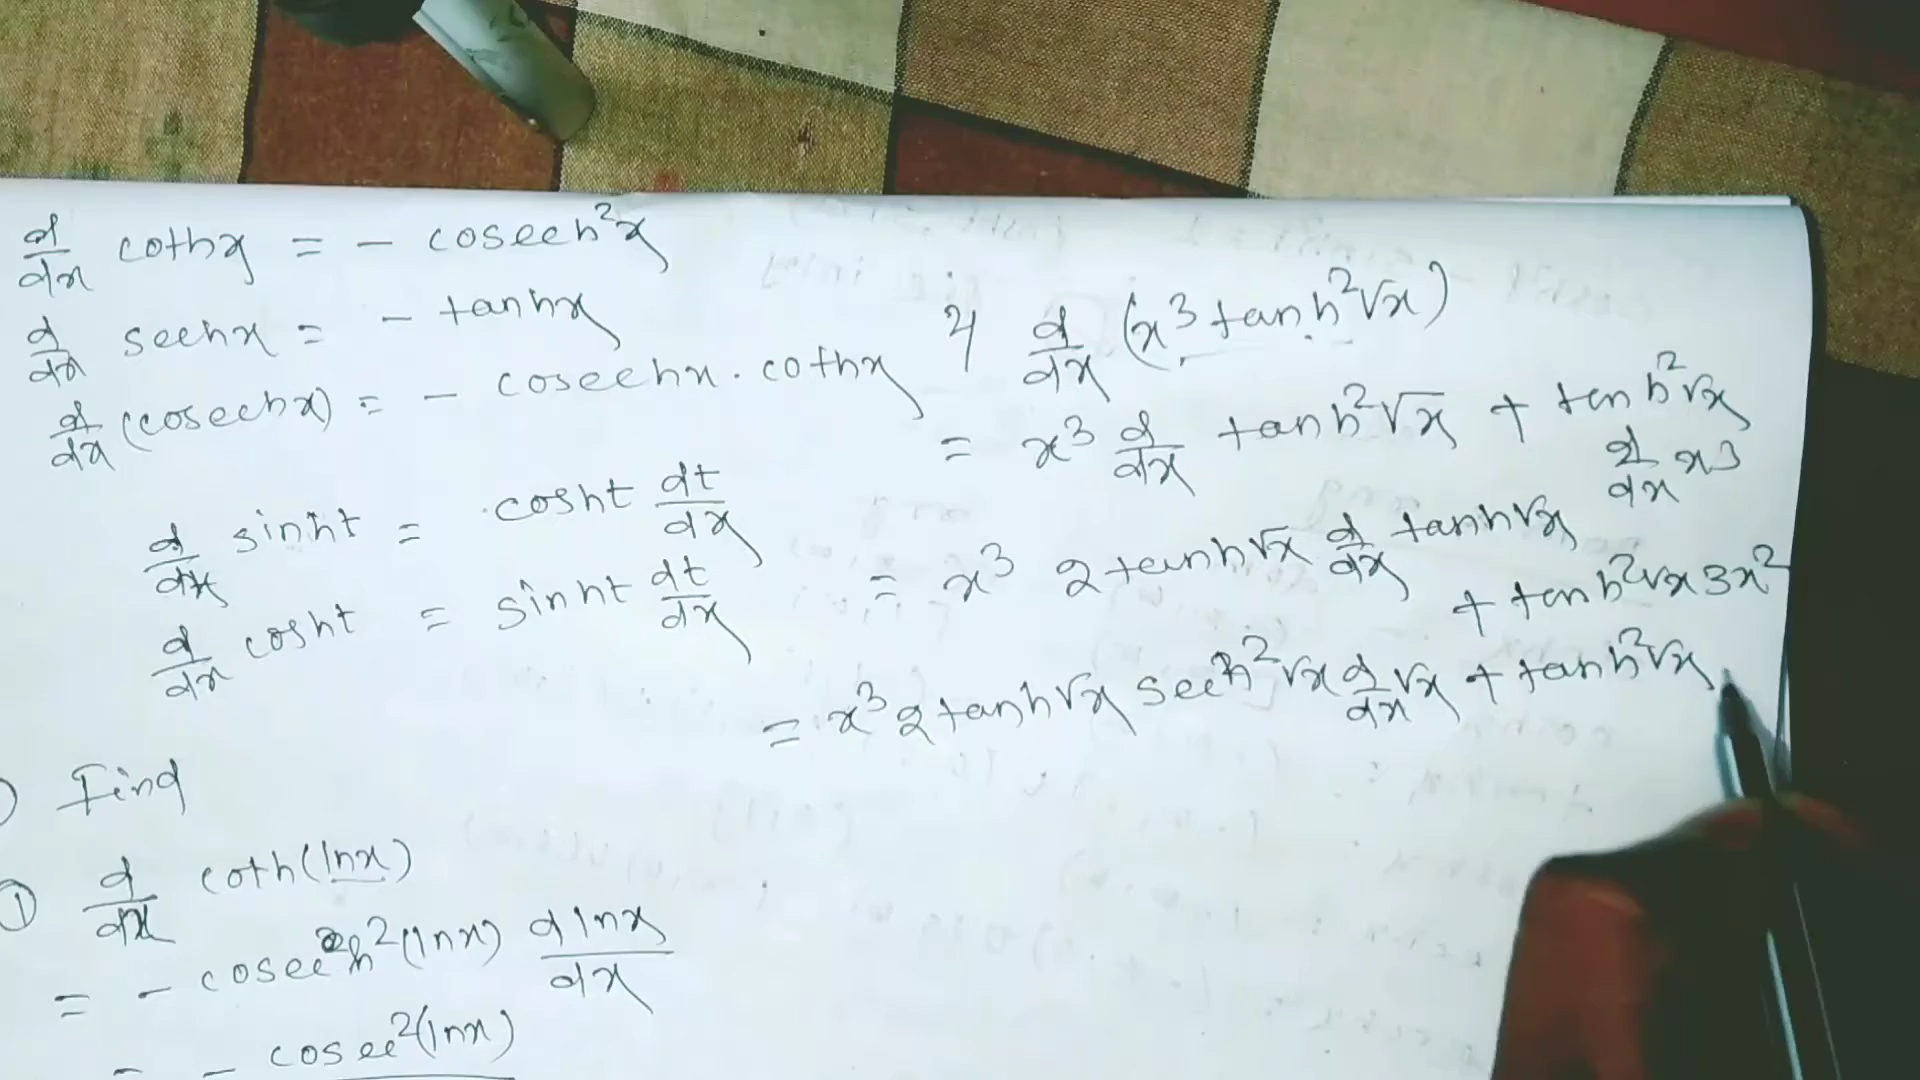 d/dx cothx = - cosech²x
d/dx sechx = - tanhx
d/dx (cosechx) = - cosechx . cothx
d/dx sinht = cosht dt/dx
d/dx cosht = sinht dt/dx
Find
① d/dx coth(lnx)
= - cosech²(lnx) dlnx/dx
= - cosec²(lnx)
2) d/dx (x³ tanh²√x)
= x³ d/dx tanh²√x + tanh²√x
d/dx x³
= x³ 2tanh√x d/dx tanh√x
+ tanh²√x 3x²
= x³ 2tanh√x sech²√x d/dx √x + tanh²√x